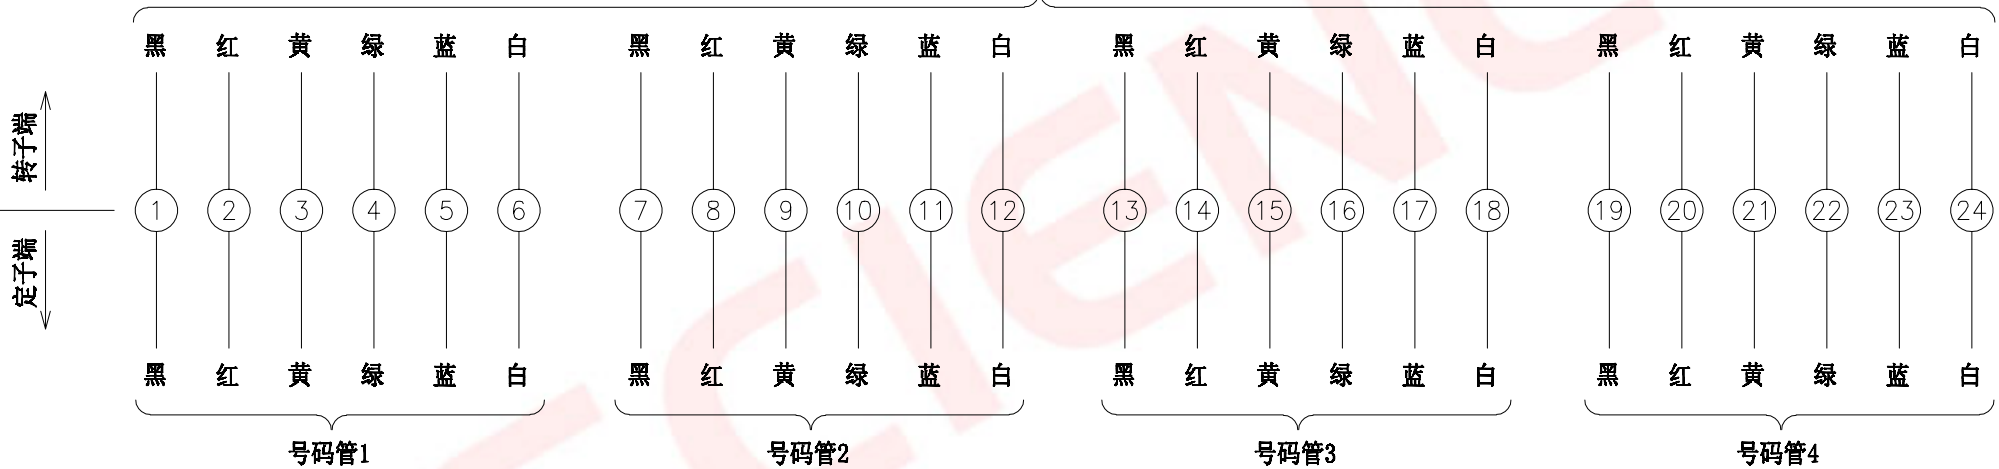 黑 红 黄 绿 蓝 白 黑 红 黄 绿 蓝 白 黑 红 黄 绿 蓝 白 黑 红 黄 绿 蓝 白
转子端
1 2 3 4 5 6 7 8 9 10 11 12 13 14 15 16 17 18 19 20 21 22 23 24
定子端
黑 红 黄 绿 蓝 白 黑 红 黄 绿 蓝 白 黑 红 黄 绿 蓝 白 黑 红 黄 绿 蓝 白
号码管1 号码管2 号码管3 号码管4